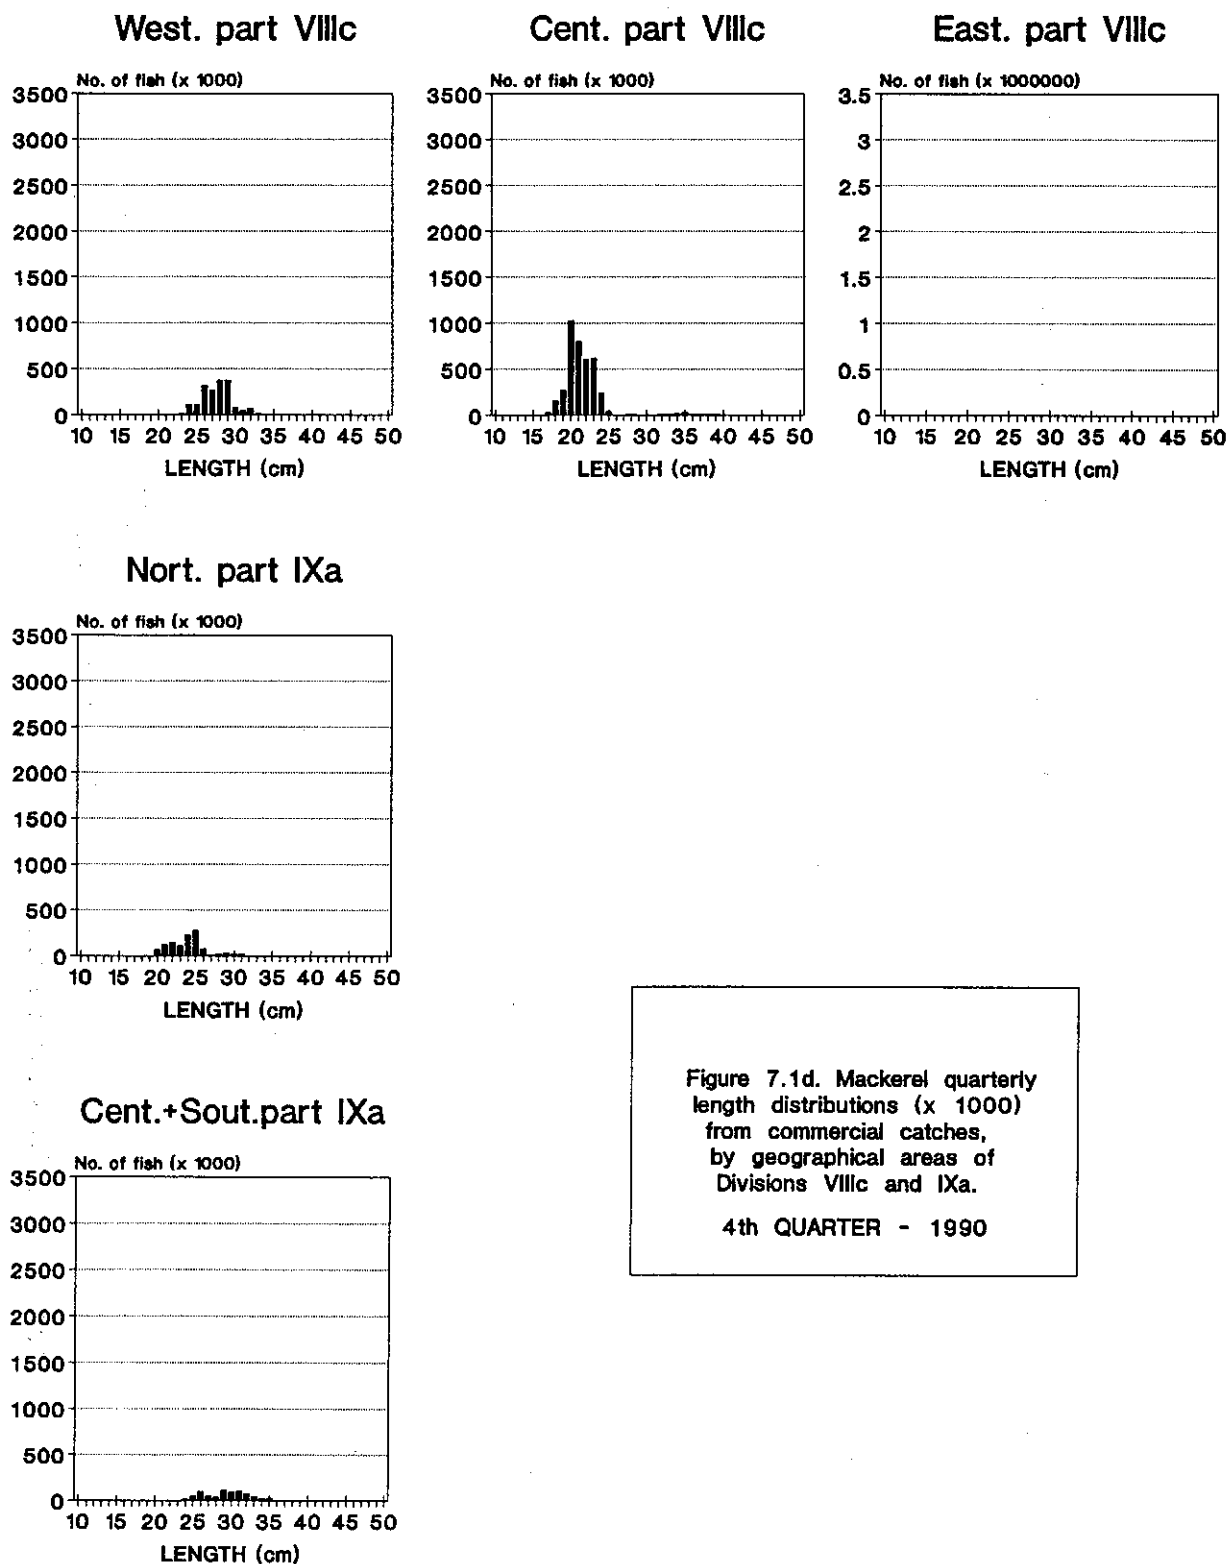 West. part VIIIc
No. of fish (x 1000)
3500
3000
2500
2000
1500
1000
500
0
10 15 20 25 30 35 40 45 50
LENGTH (cm)
Cent. part VIIIc
No. of fish (x 1000)
3500
3000
2500
2000
1500
1000
500
0
10 20 30 40 50
LENGTH (cm)
East. part VIIIc
No. of fish (x 1000000)
3.5
3
2.5
2
1.5
1
0.5
0
10 15 20 25 30 35 40 45 50
LENGTH (cm)
Nort. part IXa
No. of fish (x 1000)
3500
3000
2500
2000
1500
1000
500
0
10 15 20 25 30 35 40 45 50
LENGTH (cm)
Cent.+Sout.part IXa
No. of fish (x 1000)
3500
3000
2500
2000
1500
1000
500
0
10 15 20 25 30 35 40 45 50
LENGTH (cm)
Figure 7.1d. Mackerel quarterly
length distributions (x 1000)
from commercial catches,
by geographical areas of
Divisions VIIIc and IXa.
4th QUARTER - 1990